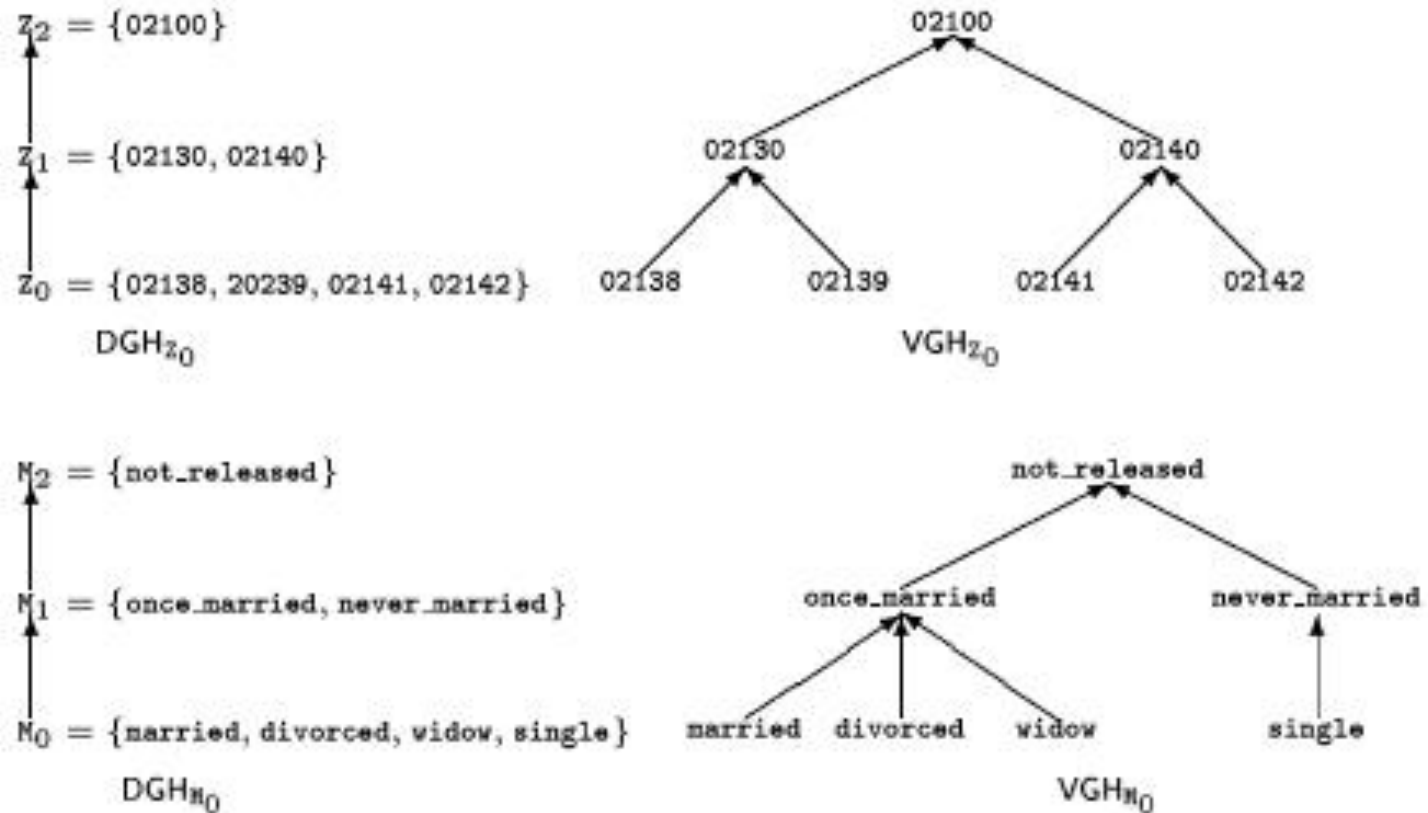 Z2 = {02100}
02100
Z1 = {02130, 02140}
02130 02140
Z0 = {02138, 20239, 02141, 02142}
02138 02139 02141 02142
DGHZ0
VGHZ0
M2 = {not_released}
not_released
M1 = {once_married, never_married}
once_married never_married
M0 = {married, divorced, widow, single}
married divorced widow single
DGHM0
VGHM0